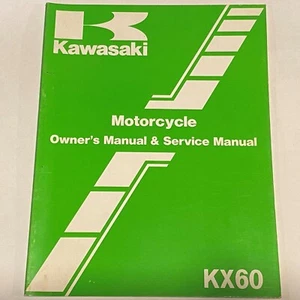 Kawasaki
Motorcycle
Owner's Manual & Service Manual
KX60